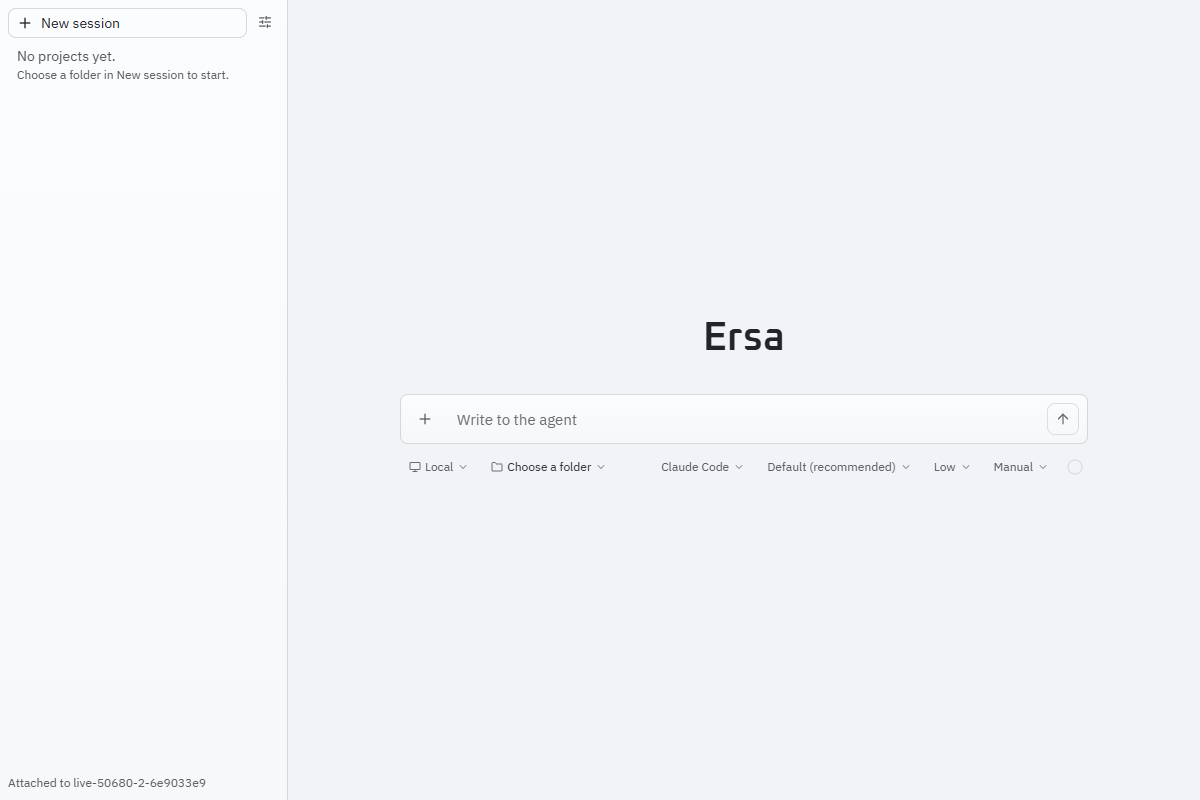 New session
No projects yet.
Choose a folder in New session to start.
Ersa
Write to the agent
Local
Choose a folder
Claude Code
Default (recommended)
Low
Manual
Attached to live-50680-2-6e9033e9